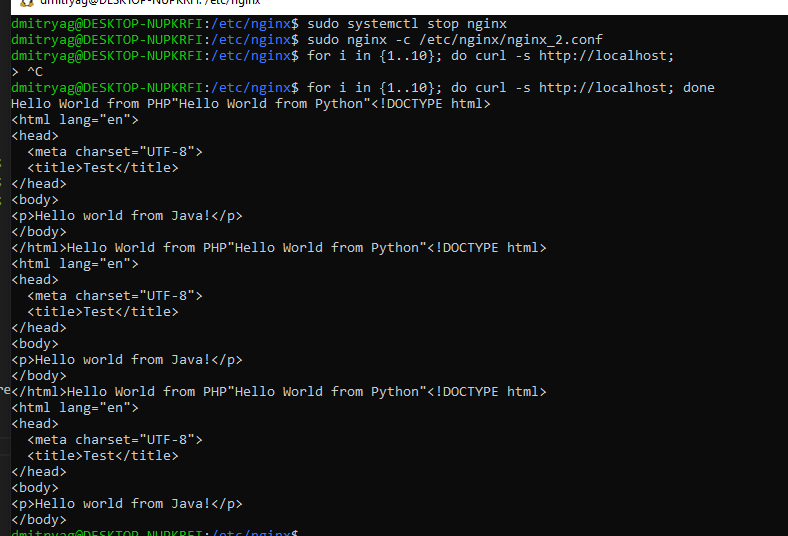 dmitryag@DESKTOP-NUPKRFI: /etc/nginx
dmitryag@DESKTOP-NUPKRFI:/etc/nginx$ sudo systemctl stop nginx
dmitryag@DESKTOP-NUPKRFI:/etc/nginx$ sudo nginx -c /etc/nginx/nginx_2.conf
dmitryag@DESKTOP-NUPKRFI:/etc/nginx$ for i in {1..10}; do curl -s http://localhost;
> ^C
dmitryag@DESKTOP-NUPKRFI:/etc/nginx$ for i in {1..10}; do curl -s http://localhost; done
Hello World from PHP"Hello World from Python"<!DOCTYPE html>
<html lang="en">
<head>
  <meta charset="UTF-8">
  <title>Test</title>
</head>
<body>
<p>Hello world from Java!</p>
</body>
</html>Hello World from PHP"Hello World from Python"<!DOCTYPE html>
<html lang="en">
<head>
  <meta charset="UTF-8">
  <title>Test</title>
</head>
<body>
<p>Hello world from Java!</p>
</body>
</html>Hello World from PHP"Hello World from Python"<!DOCTYPE html>
<html lang="en">
<head>
  <meta charset="UTF-8">
  <title>Test</title>
</head>
<body>
<p>Hello world from Java!</p>
</body>
dmitryag@DESKTOP-NUPKRFI:/etc/nginx$